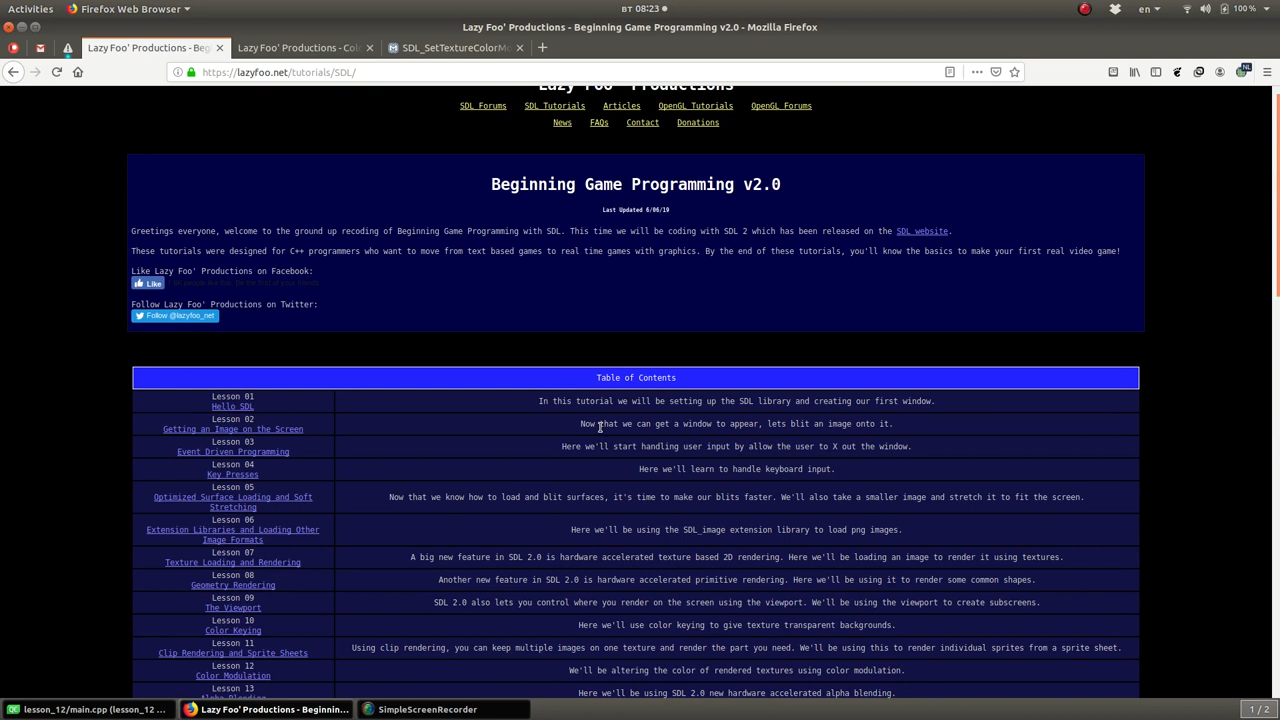 Activities
Firefox Web Browser
вт 08:23
en
100 %
Lazy Foo' Productions - Beginning Game Programming v2.0 - Mozilla Firefox
Lazy Foo' Productions - Beg
Lazy Foo' Productions - Colo
SDL_SetTextureColorMo
https://lazyfoo.net/tutorials/SDL/
NL
Lazy Foo' Productions
SDL Forums SDL Tutorials Articles OpenGL Tutorials OpenGL Forums
News FAQs Contact Donations
Beginning Game Programming v2.0
Last Updated 6/06/19
Greetings everyone, welcome to the ground up recoding of Beginning Game Programming with SDL. This time we will be coding with SDL 2 which has been released on the SDL website.
These tutorials were designed for C++ programmers who want to move from text based games to real time games with graphics. By the end of these tutorials, you'll know the basics to make your first real video game!
Like Lazy Foo' Productions on Facebook:
Like
people like this. Be the first of your friends.
Follow Lazy Foo' Productions on Twitter:
Follow @lazyfoo_net
Table of Contents
Lesson 01
Hello SDL
In this tutorial we will be setting up the SDL library and creating our first window.
Lesson 02
Getting an Image on the Screen
Now that we can get a window to appear, lets blit an image onto it.
Lesson 03
Event Driven Programming
Here we'll start handling user input by allow the user to X out the window.
Lesson 04
Key Presses
Here we'll learn to handle keyboard input.
Lesson 05
Optimized Surface Loading and Soft
Stretching
Now that we know how to load and blit surfaces, it's time to make our blits faster. We'll also take a smaller image and stretch it to fit the screen.
Lesson 06
Extension Libraries and Loading Other
Image Formats
Here we'll be using the SDL_image extension library to load png images.
Lesson 07
Texture Loading and Rendering
A big new feature in SDL 2.0 is hardware accelerated texture based 2D rendering. Here we'll be loading an image to render it using textures.
Lesson 08
Geometry Rendering
Another new feature in SDL 2.0 is hardware accelerated primitive rendering. Here we'll be using it to render some common shapes.
Lesson 09
The Viewport
SDL 2.0 also lets you control where you render on the screen using the viewport. We'll be using the viewport to create subscreens.
Lesson 10
Color Keying
Here we'll use color keying to give texture transparent backgrounds.
Lesson 11
Clip Rendering and Sprite Sheets
Using clip rendering, you can keep multiple images on one texture and render the part you need. We'll be using this to render individual sprites from a sprite sheet.
Lesson 12
Color Modulation
We'll be altering the color of rendered textures using color modulation.
Lesson 13
Alpha Blending
Here we'll be using SDL 2.0 new hardware accelerated alpha blending.
lesson_12/main.cpp (lesson_12 ...
Lazy Foo' Productions - Beginnin...
SimpleScreenRecorder
1 / 2